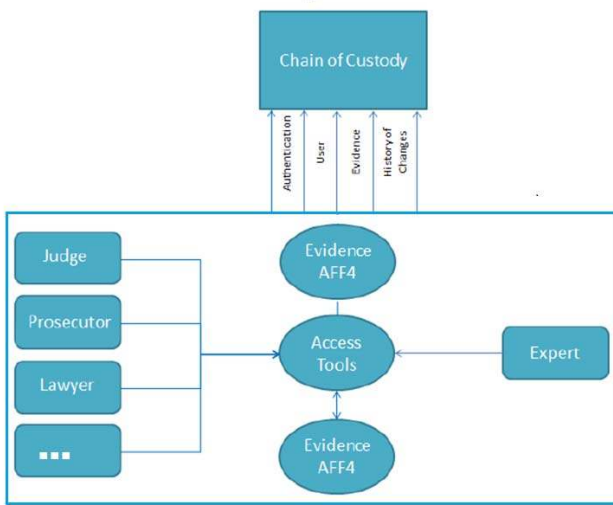 Chain of Custody
Authentication
User
Evidence
History of
Changes
Judge
Prosecutor
Lawyer
...
Evidence
AFF4
Access
Tools
Evidence
AFF4
Expert